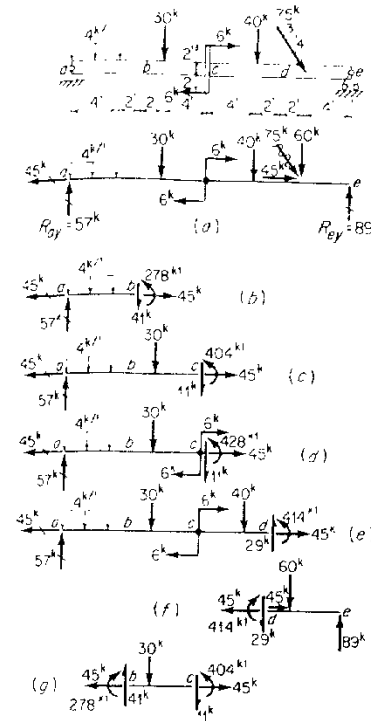 30ᵏ 40ᵏ 75ᵏ
4ᵏ/' 6ᵏ 3 4
a b 2' c d e
6ᵏ 2'
4' 4' 2' 2' 4' 4' 2' 2' 4'
30ᵏ 40ᵏ 75ᵏ 60ᵏ
4ᵏ/' 6ᵏ
45ᵏ a b 45ᵏ e
6ᵏ
Ray = 57ᵏ (a) Rey = 89
4ᵏ/' 278ᵏ'
45ᵏ a b 45ᵏ (b)
57ᵏ 41ᵏ
30ᵏ
4ᵏ/' 404ᵏ'
45ᵏ a b c 45ᵏ (c)
57ᵏ 11ᵏ
30ᵏ 6ᵏ
4ᵏ/' 428ᵏ'
45ᵏ a b c 45ᵏ (d)
57ᵏ 6ᵏ 11ᵏ
30ᵏ 6ᵏ 40ᵏ
4ᵏ/' 414ᵏ'
45ᵏ a b c d 45ᵏ (e)
57ᵏ 6ᵏ 29ᵏ
60ᵏ
(f) 45ᵏ 45ᵏ e
414ᵏ' d
29ᵏ 89ᵏ
30ᵏ
45ᵏ b c 404ᵏ'
(g) 45ᵏ
278ᵏ' 41ᵏ 11ᵏ